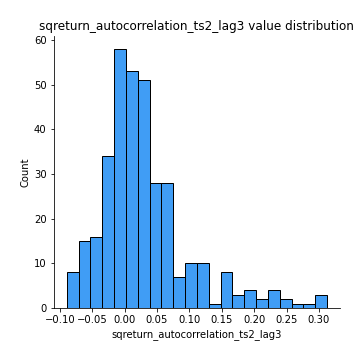 sqreturn_autocorrelation_ts2_lag3 value distribution
60
50
40
30
20
10
0
Count
−0.10 −0.05 0.00 0.05 0.10 0.15 0.20 0.25 0.30
sqreturn_autocorrelation_ts2_lag3